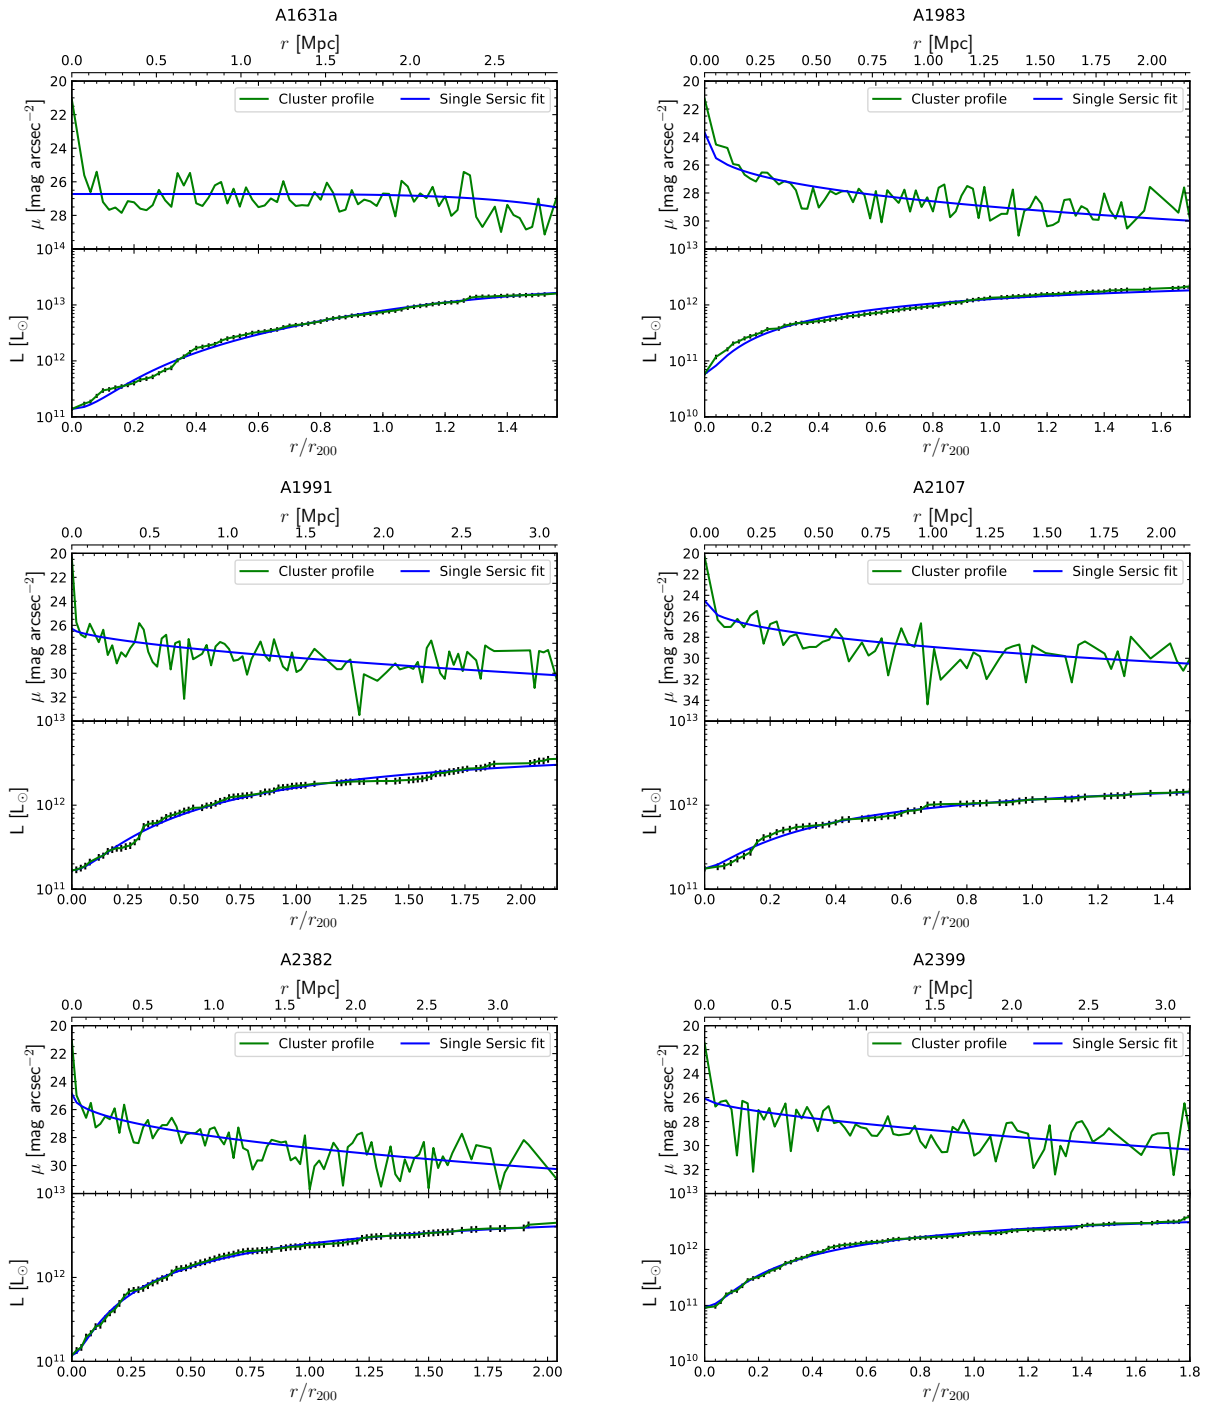 A1631a
r [Mpc]
0.0 0.5 1.0 1.5 2.0 2.5
Cluster profile Single Sersic fit
μ [mag arcsec⁻²]
20
22
24
26
28
10¹⁴
10¹³
10¹²
10¹¹
L [L☉]
0.0 0.2 0.4 0.6 0.8 1.0 1.2 1.4
r/r₂₀₀
A1983
r [Mpc]
0.00 0.25 0.50 0.75 1.00 1.25 1.50 1.75 2.00
Cluster profile Single Sersic fit
μ [mag arcsec⁻²]
20
22
24
26
28
30
10¹³
10¹²
10¹¹
10¹⁰
L [L☉]
0.0 0.2 0.4 0.6 0.8 1.0 1.2 1.4 1.6
r/r₂₀₀
A1991
r [Mpc]
0.0 0.5 1.0 1.5 2.0 2.5 3.0
Cluster profile Single Sersic fit
μ [mag arcsec⁻²]
20
22
24
26
28
30
32
10¹³
10¹²
10¹¹
L [L☉]
0.00 0.25 0.50 0.75 1.00 1.25 1.50 1.75 2.00
r/r₂₀₀
A2107
r [Mpc]
0.00 0.25 0.50 0.75 1.00 1.25 1.50 1.75 2.00
Cluster profile Single Sersic fit
μ [mag arcsec⁻²]
20
22
24
26
28
30
32
34
10¹³
10¹²
10¹¹
L [L☉]
0.0 0.2 0.4 0.6 0.8 1.0 1.2 1.4
r/r₂₀₀
A2382
r [Mpc]
0.0 0.5 1.0 1.5 2.0 2.5 3.0
Cluster profile Single Sersic fit
μ [mag arcsec⁻²]
20
22
24
26
28
30
10¹³
10¹²
10¹¹
L [L☉]
0.00 0.25 0.50 0.75 1.00 1.25 1.50 1.75 2.00
r/r₂₀₀
A2399
r [Mpc]
0.0 0.5 1.0 1.5 2.0 2.5 3.0
Cluster profile Single Sersic fit
μ [mag arcsec⁻²]
20
22
24
26
28
30
32
10¹³
10¹²
10¹¹
10¹⁰
L [L☉]
0.0 0.2 0.4 0.6 0.8 1.0 1.2 1.4 1.6 1.8
r/r₂₀₀